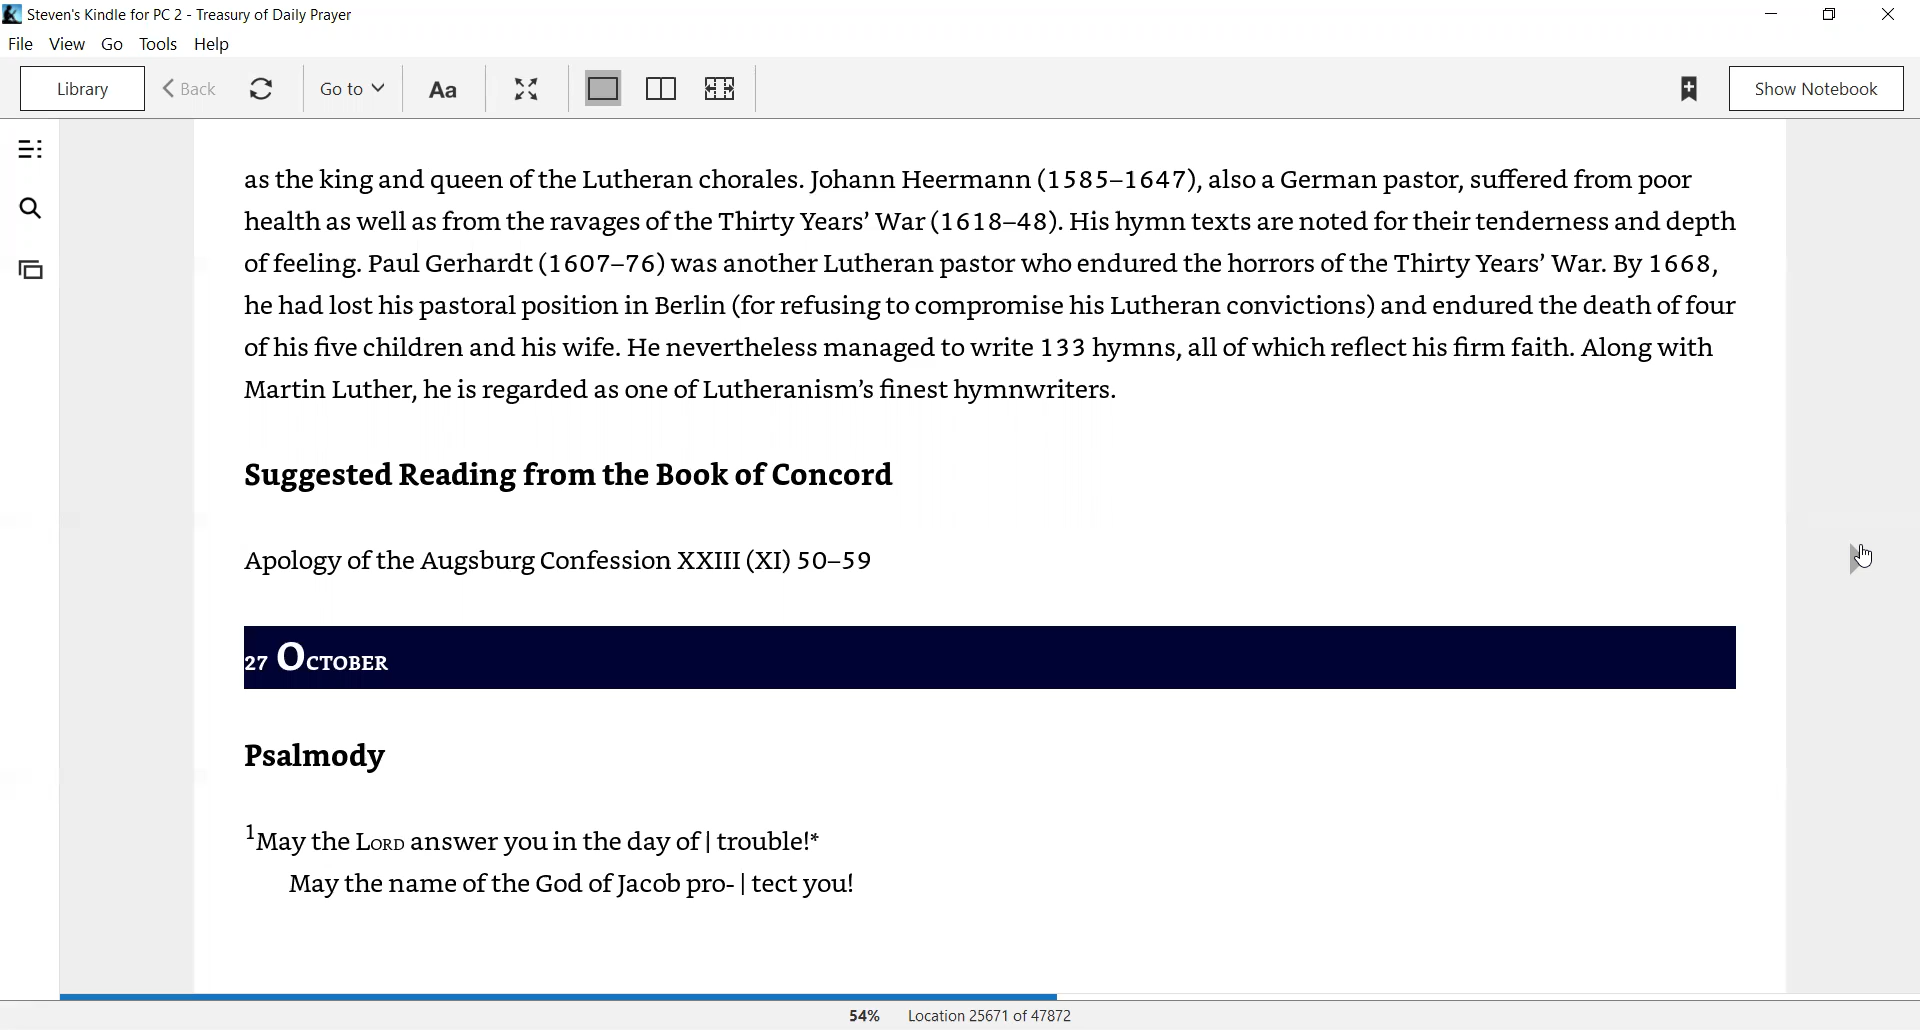 Steven's Kindle for PC 2 - Treasury of Daily Prayer
File View Go Tools Help
Library Back Go to Aa Show Notebook
as the king and queen of the Lutheran chorales. Johann Heermann (1585–1647), also a German pastor, suffered from poor
health as well as from the ravages of the Thirty Years’ War (1618–48). His hymn texts are noted for their tenderness and depth
of feeling. Paul Gerhardt (1607–76) was another Lutheran pastor who endured the horrors of the Thirty Years’ War. By 1668,
he had lost his pastoral position in Berlin (for refusing to compromise his Lutheran convictions) and endured the death of four
of his five children and his wife. He nevertheless managed to write 133 hymns, all of which reflect his firm faith. Along with
Martin Luther, he is regarded as one of Lutheranism’s finest hymnwriters.
Suggested Reading from the Book of Concord
Apology of the Augsburg Confession XXIII (XI) 50–59
27 October
Psalmody
1May the Lord answer you in the day of | trouble!*
May the name of the God of Jacob pro- | tect you!
54% Location 25671 of 47872